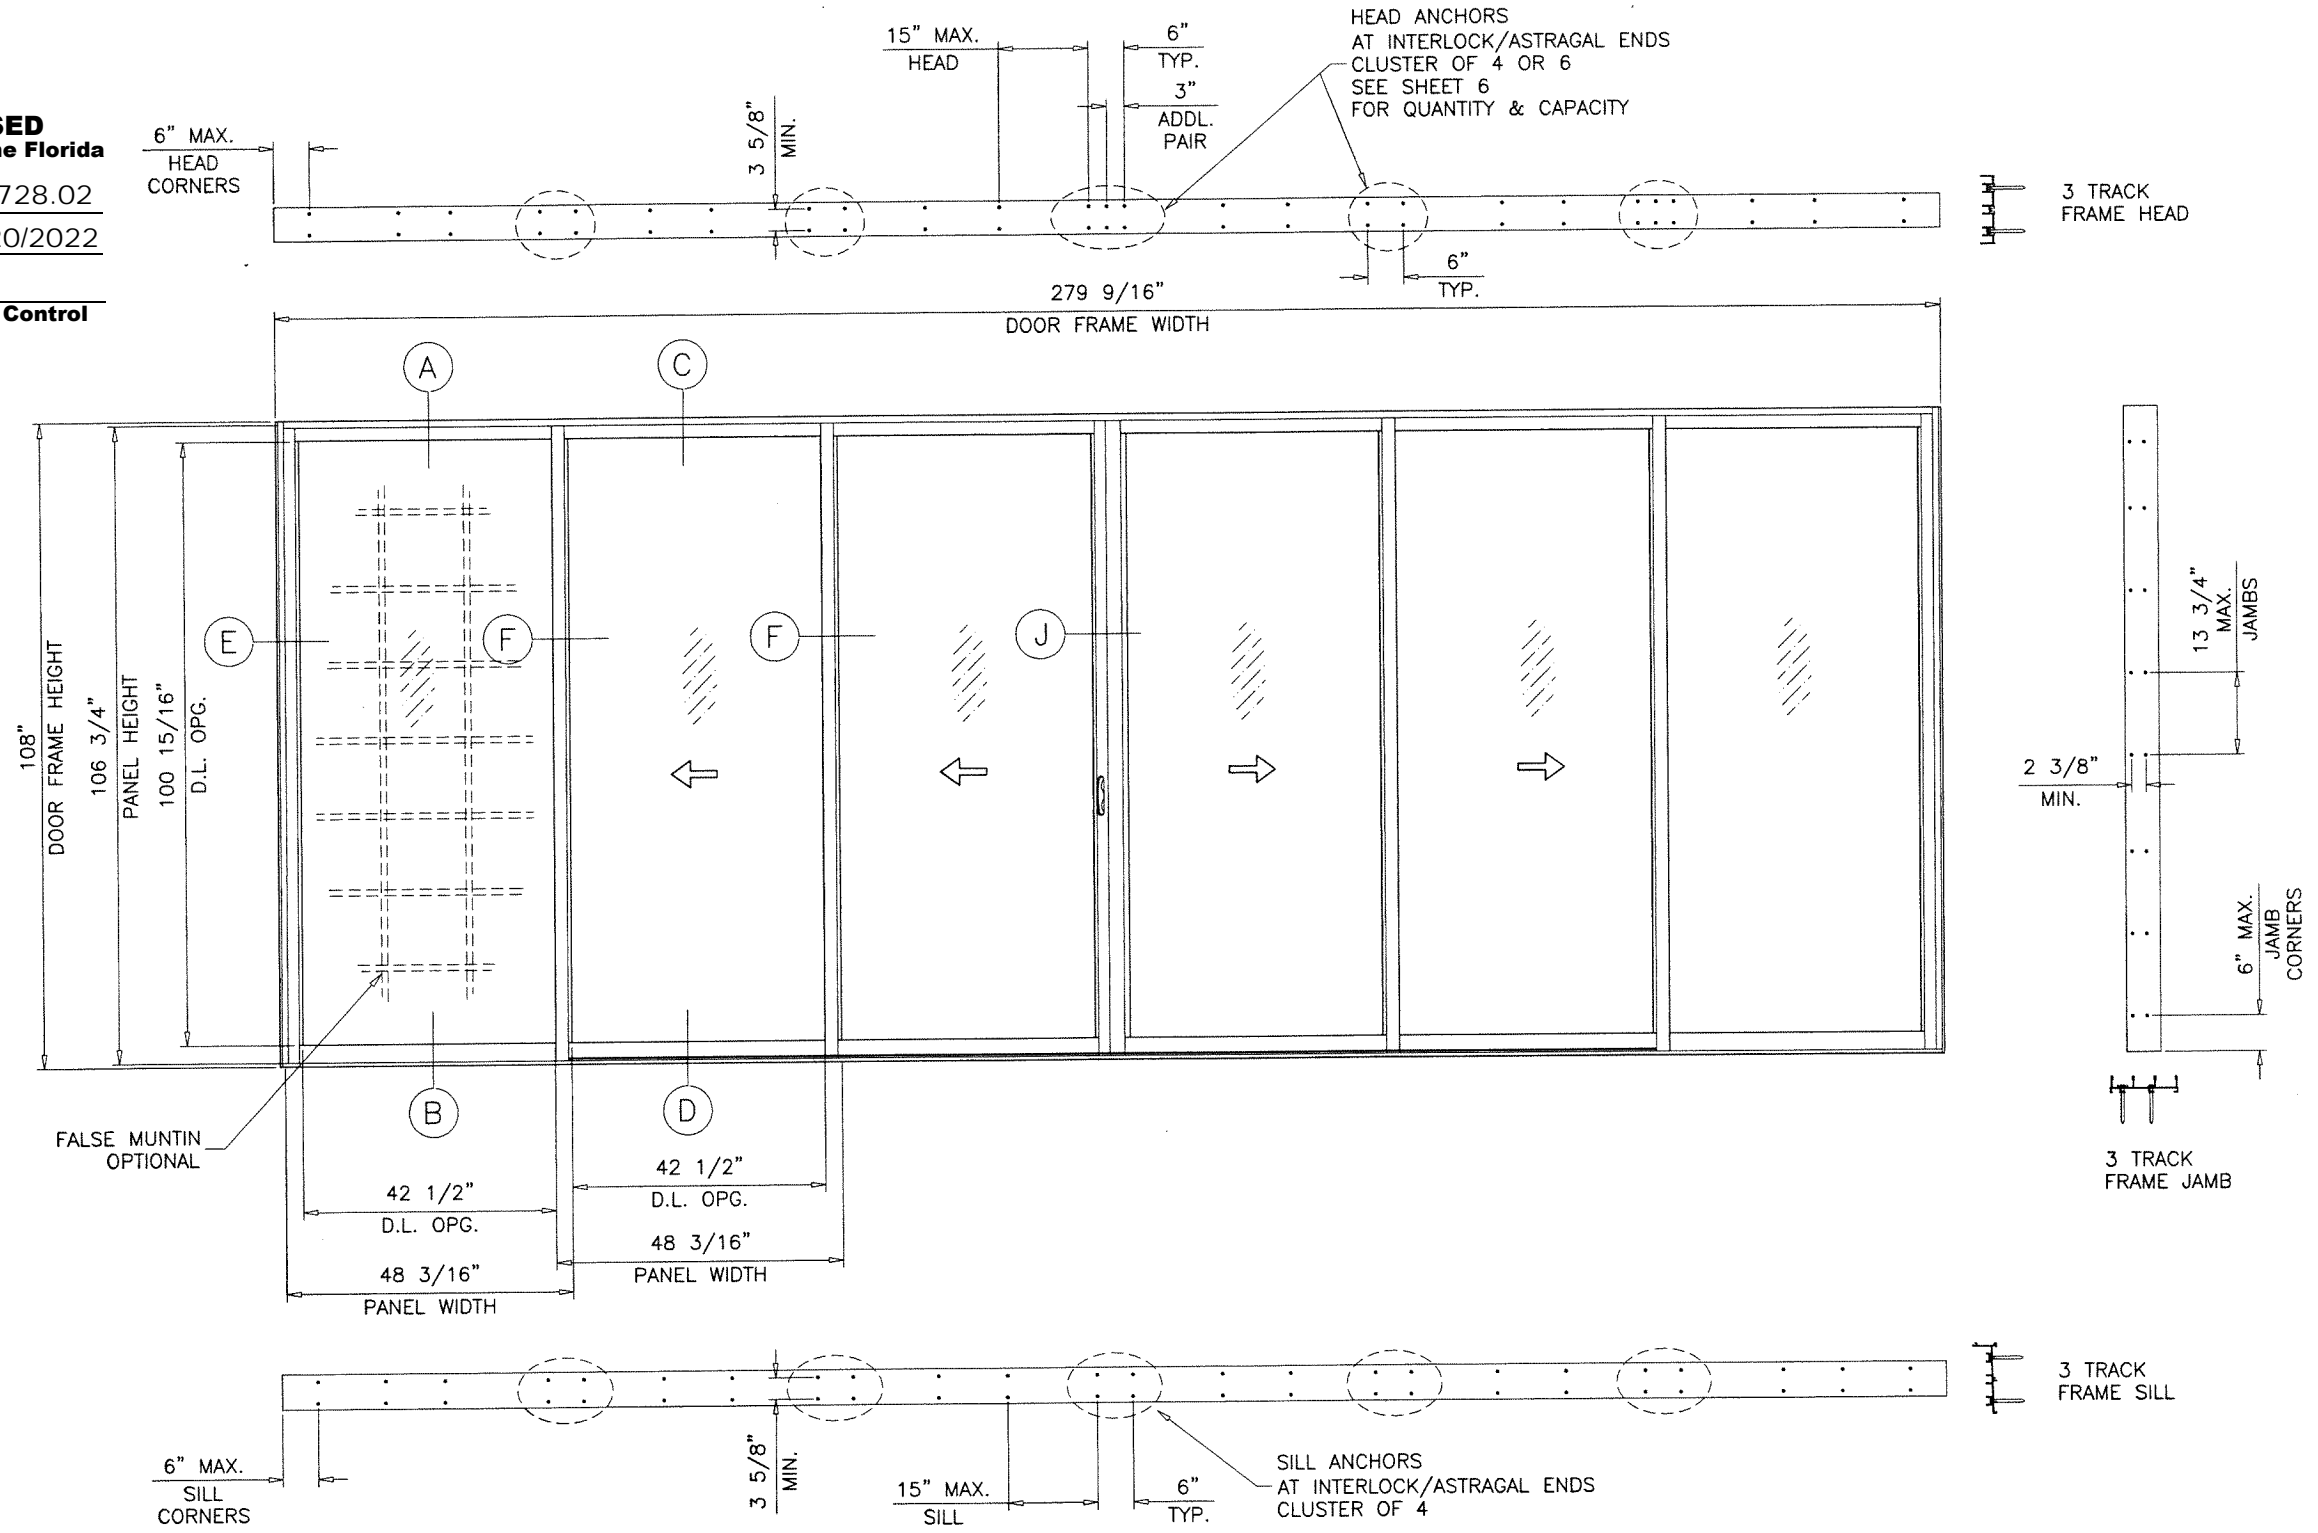 HEAD ANCHORS
AT INTERLOCK/ASTRAGAL ENDS
CLUSTER OF 4 OR 6
SEE SHEET 6
FOR QUANTITY & CAPACITY
15" MAX.
HEAD
6"
TYP.
3"
ADDL.
PAIR
3 5/8"
MIN.
6" MAX.
HEAD
CORNERS
Florida
728.02
0/2022
Control
3 TRACK
FRAME HEAD
6"
TYP.
279 9/16"
DOOR FRAME WIDTH
A
C
E
F
F
J
108"
DOOR FRAME HEIGHT
106 3/4"
PANEL HEIGHT
100 15/16"
D.L. OPG.
13 3/4"
MAX.
JAMBS
2 3/8"
MIN.
6" MAX.
JAMB
CORNERS
B
D
FALSE MUNTIN
OPTIONAL
42 1/2"
D.L. OPG.
42 1/2"
D.L. OPG.
48 3/16"
PANEL WIDTH
48 3/16"
PANEL WIDTH
3 TRACK
FRAME JAMB
3 TRACK
FRAME SILL
6" MAX.
SILL
CORNERS
3 5/8"
MIN.
15" MAX.
SILL
6"
TYP.
SILL ANCHORS
AT INTERLOCK/ASTRAGAL ENDS
CLUSTER OF 4